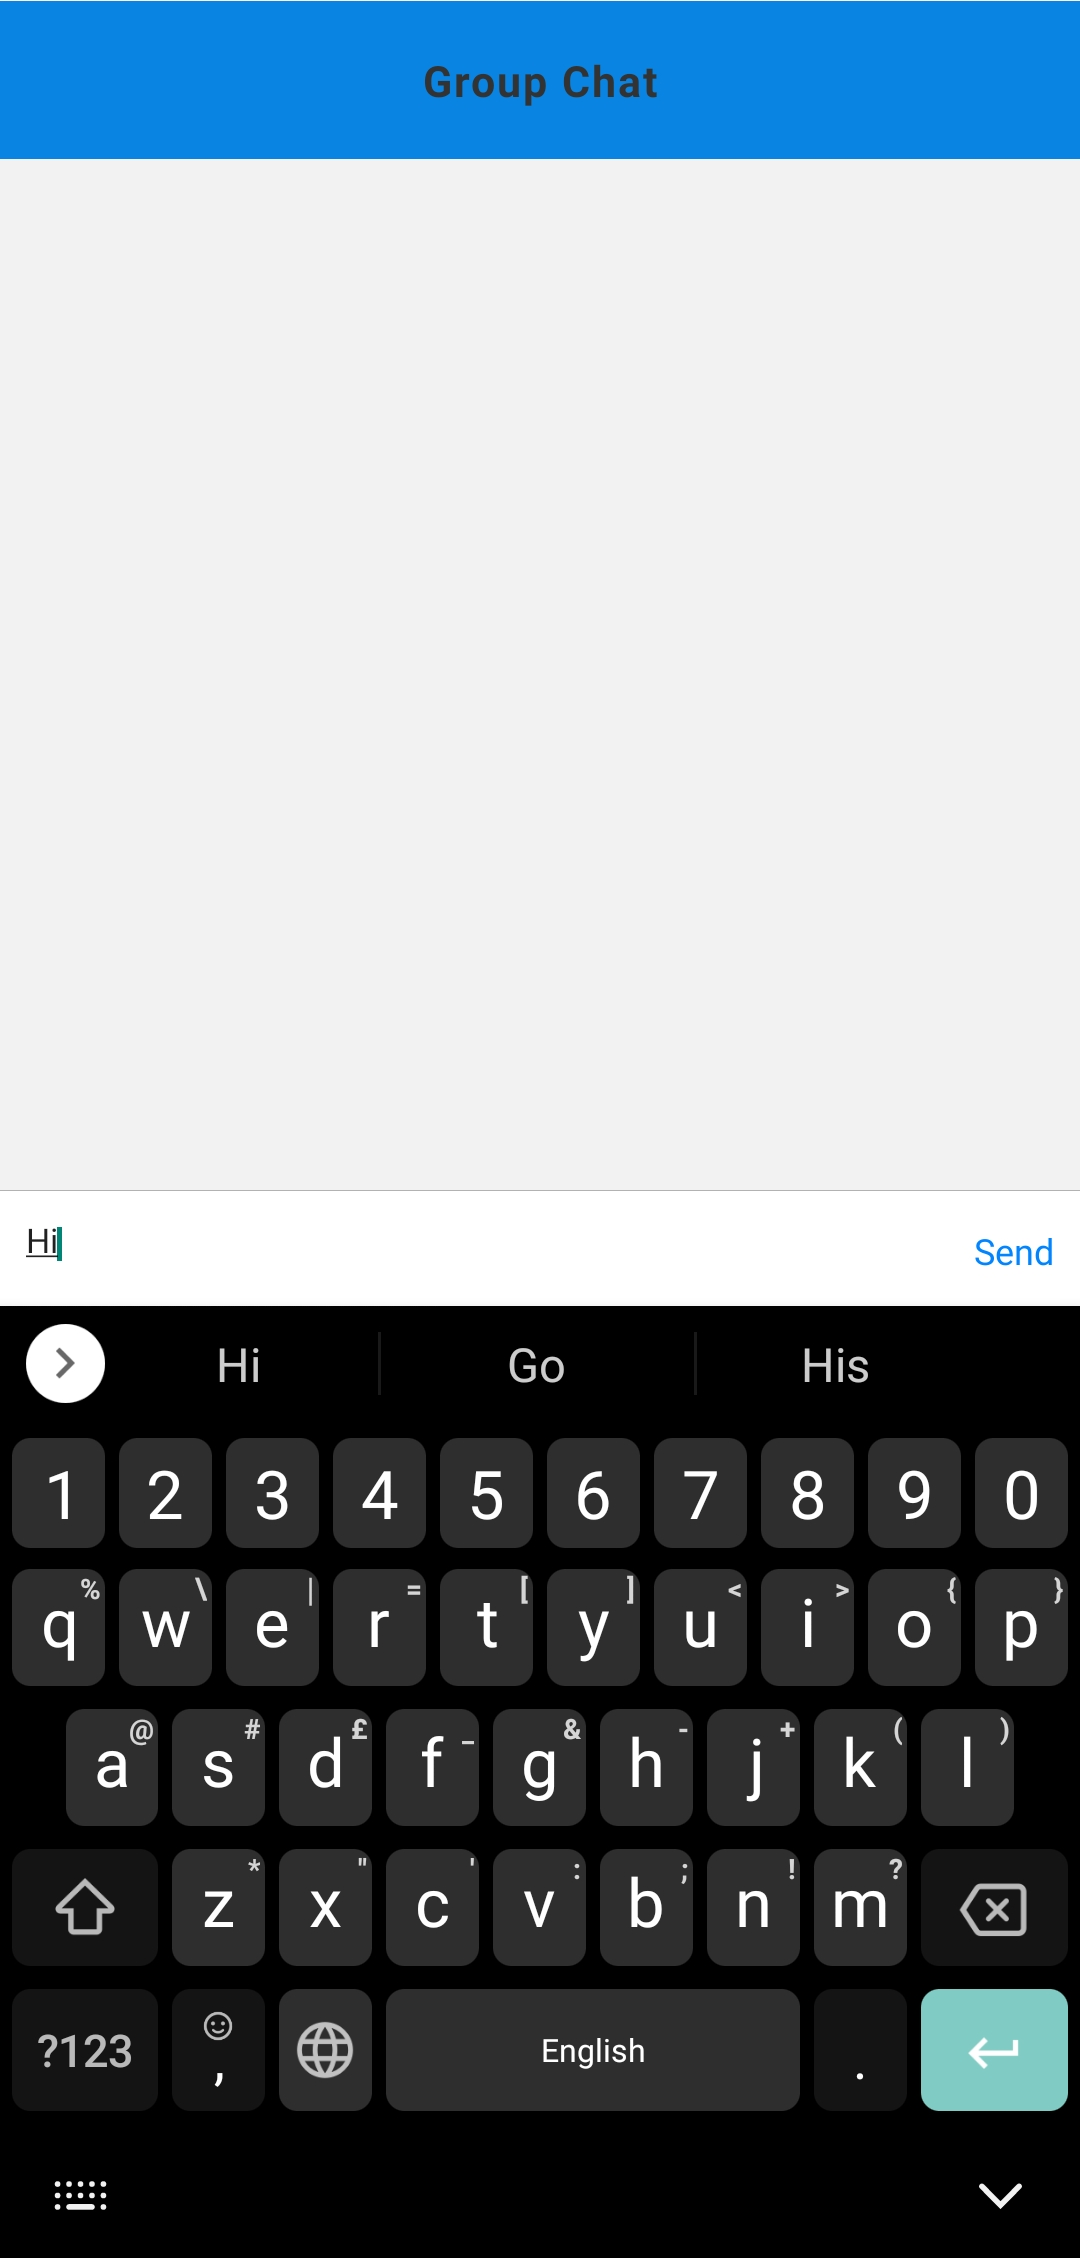 Group Chat
Hi
Send
Hi Go His
1 2 3 4 5 6 7 8 9 0
q% w\ e| r= t[ y] u< i> o{ p}
a@ s# d£ f_ g& h- j+ k( l)
z* x" c' v: b; n! m?
?123 , English .